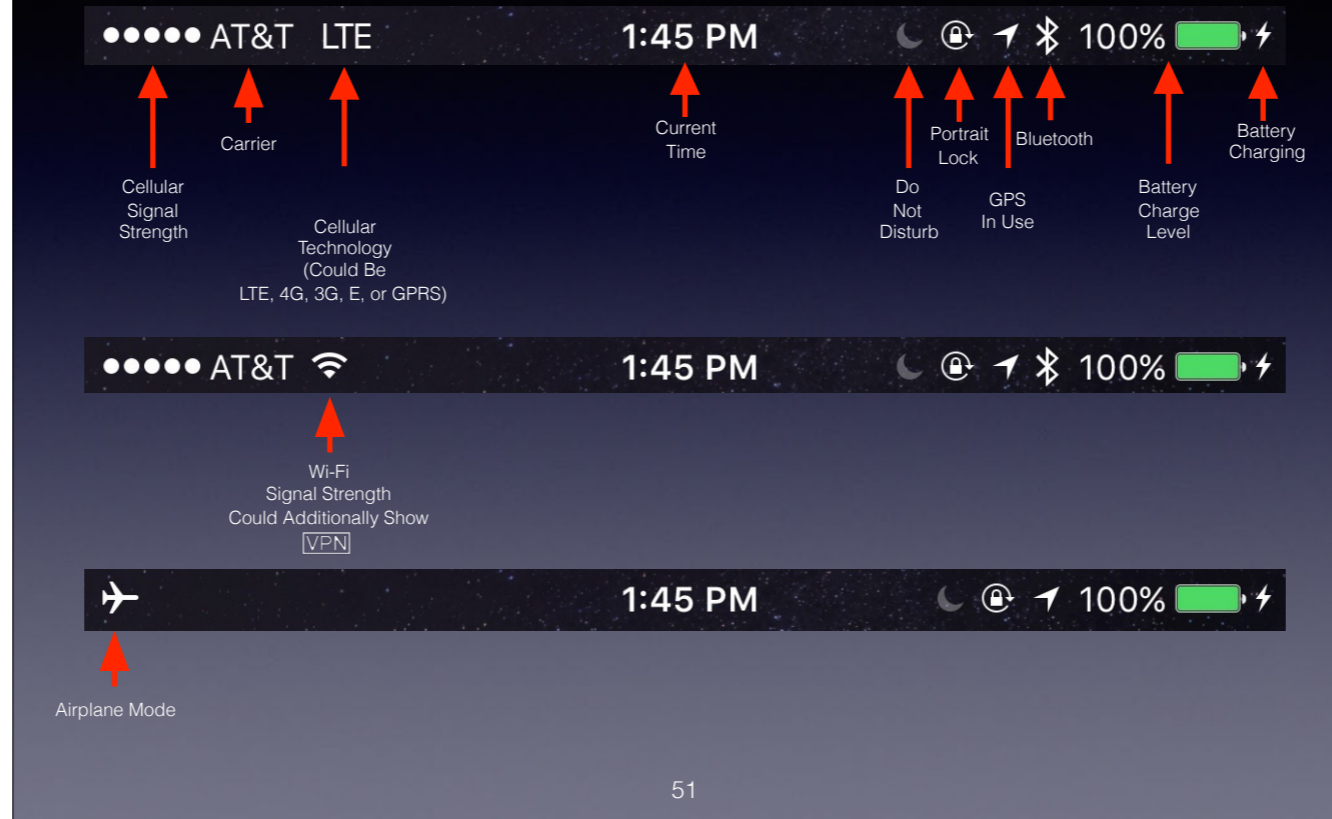 ●●●●● AT&T LTE 1:45 PM 100%
Carrier
Current
Time
Portrait
Lock
Bluetooth
Battery
Charging
Cellular
Signal
Strength
Cellular
Technology
(Could Be
LTE, 4G, 3G, E, or GPRS)
Do
Not
Disturb
GPS
In Use
Battery
Charge
Level
●●●●● AT&T 1:45 PM 100%
Wi-Fi
Signal Strength
Could Additionally Show
VPN
1:45 PM 100%
Airplane Mode
51